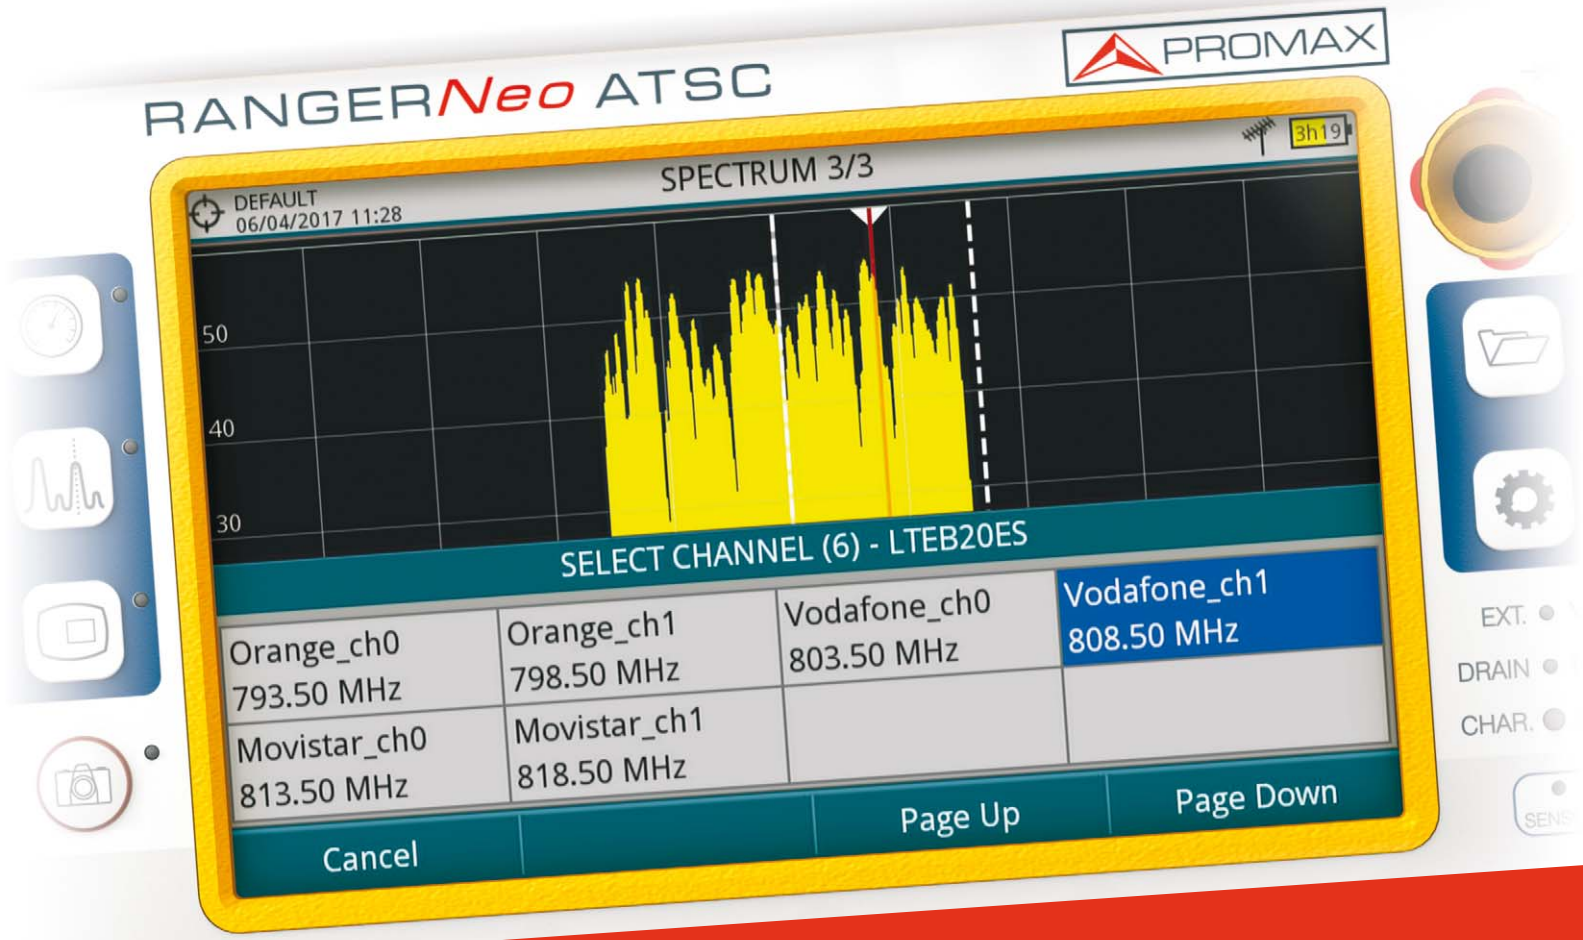 RANGERNeo ATSC
PROMAX
DEFAULT
06/04/2017 11:28
SPECTRUM 3/3
3h19
50
40
30
SELECT CHANNEL (6) - LTEB20ES
Orange_ch0
793.50 MHz
Orange_ch1
798.50 MHz
Vodafone_ch0
803.50 MHz
Vodafone_ch1
808.50 MHz
Movistar_ch0
813.50 MHz
Movistar_ch1
818.50 MHz
Cancel
Page Up
Page Down
EXT.
DRAIN
CHAR.